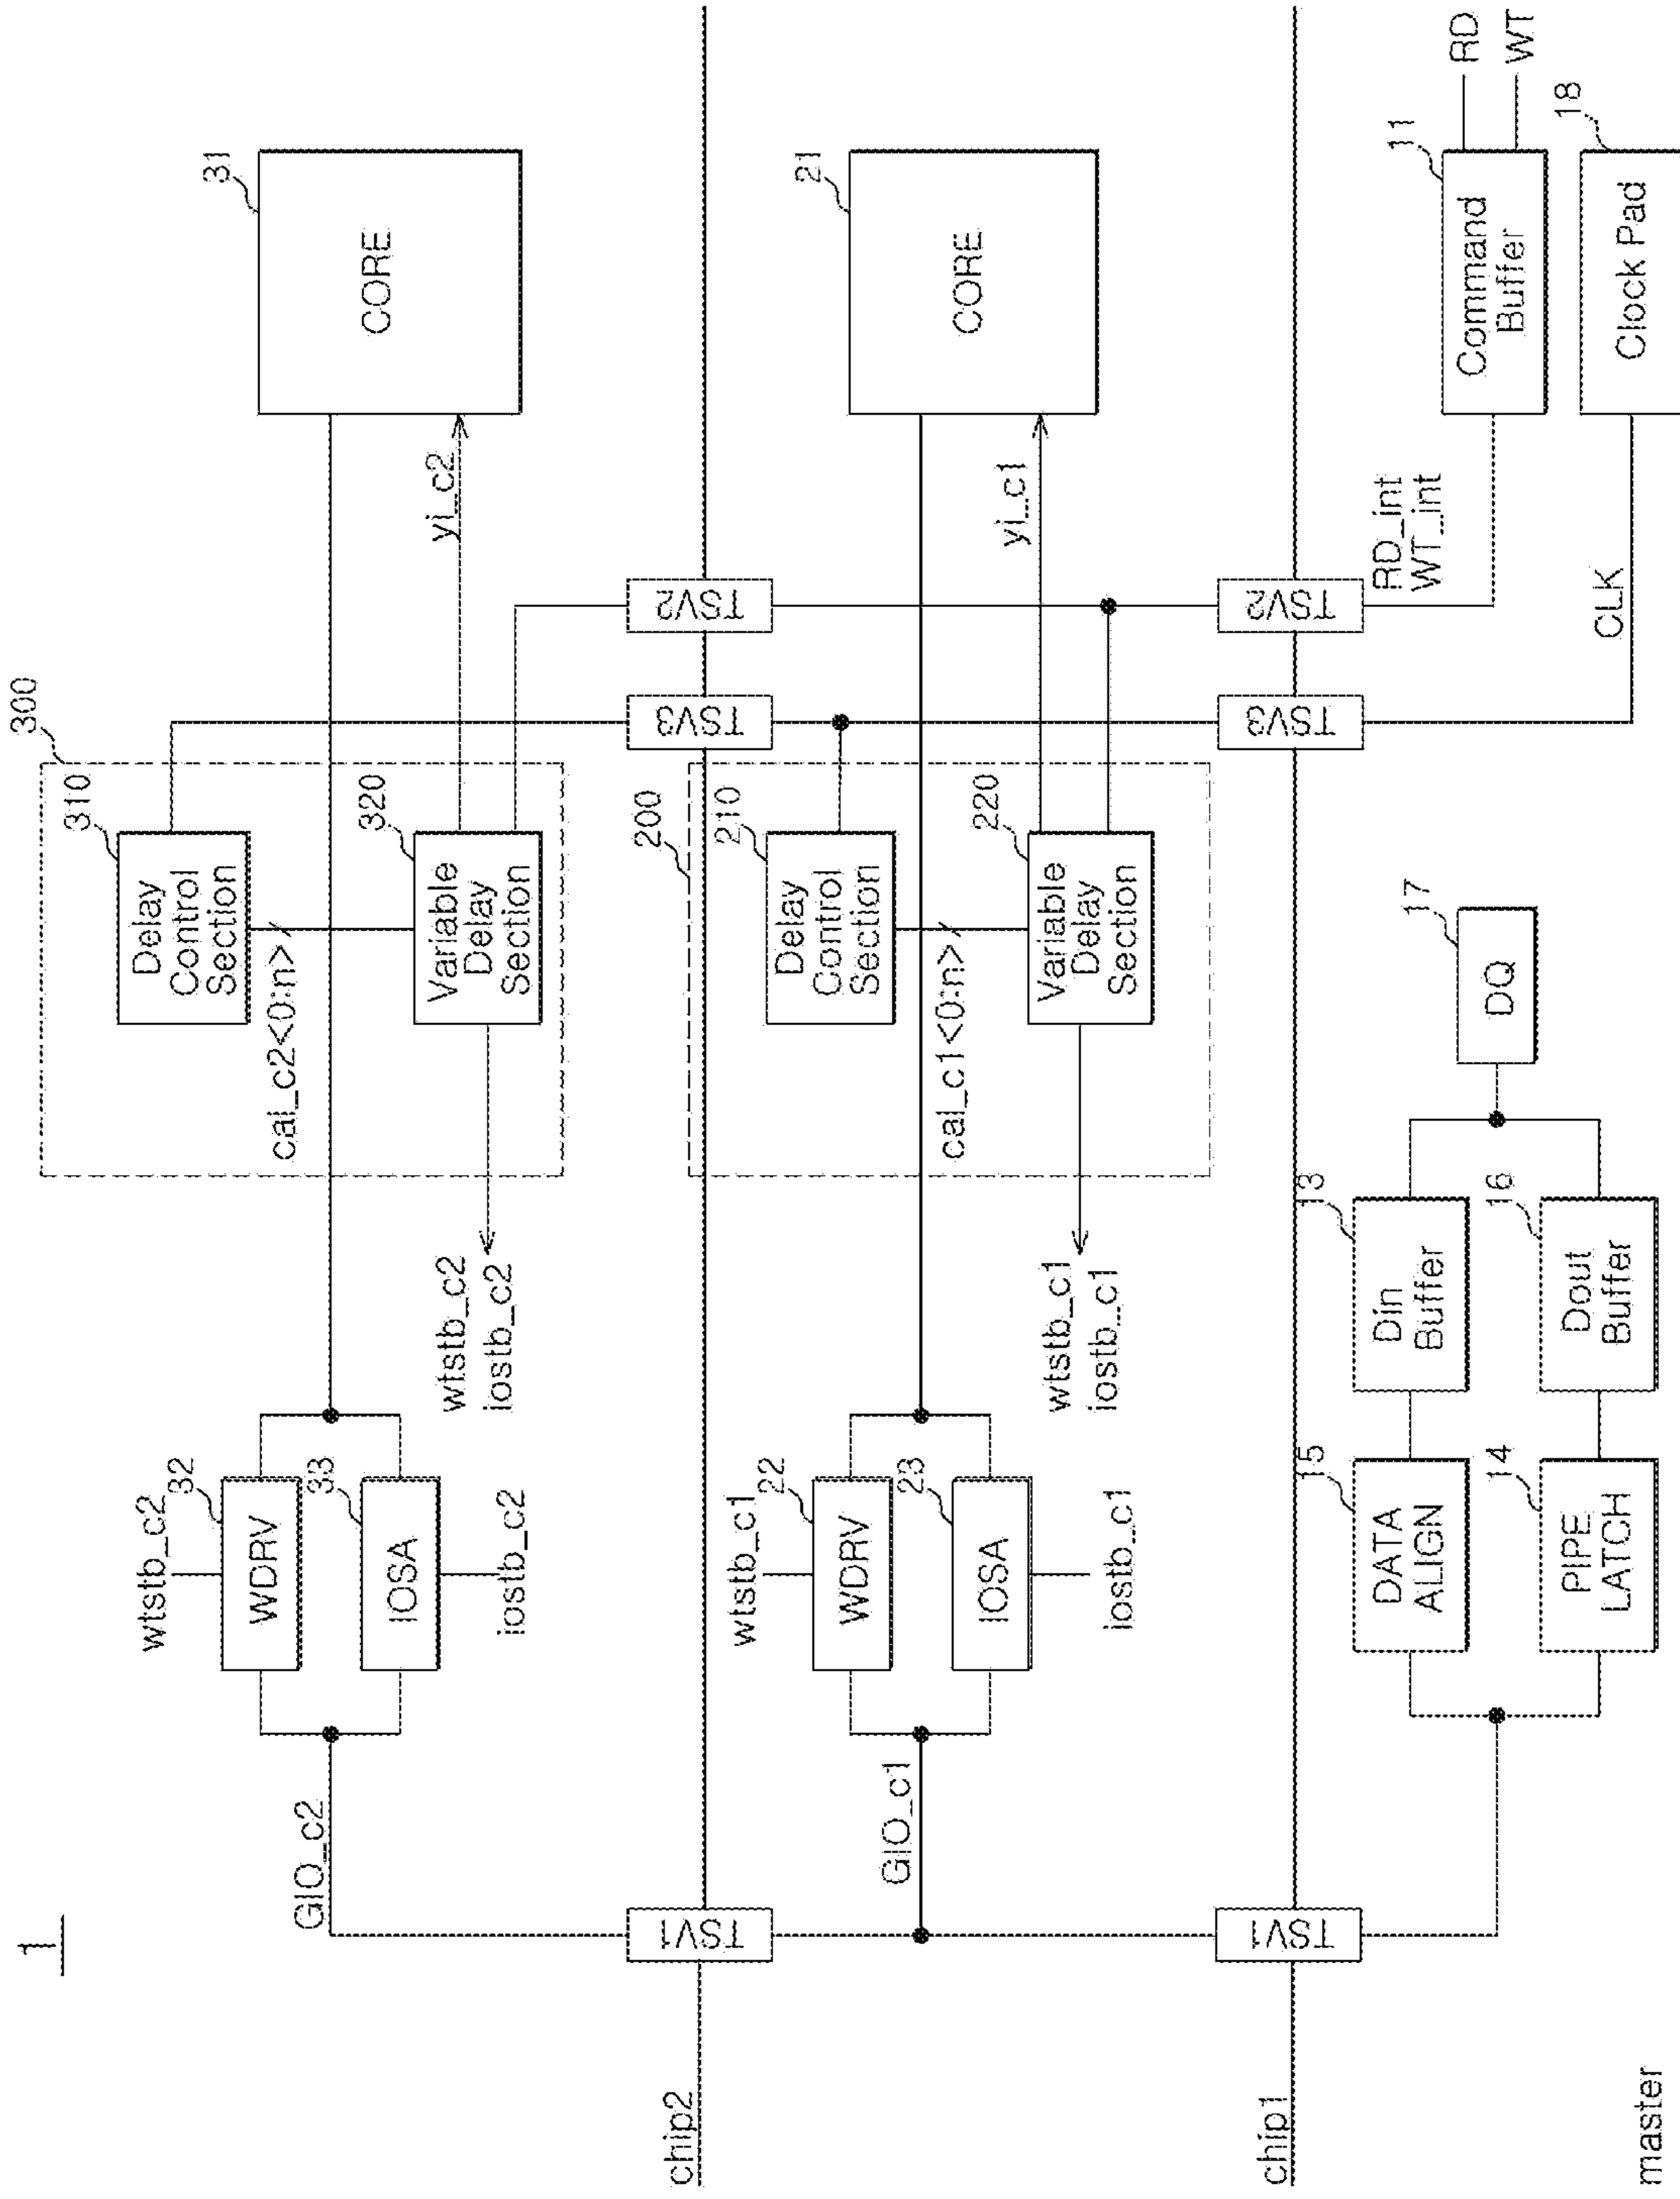 1
300
310
Delay
Control
Section
cal_c2<0:n>
320
Variable
Delay
Section
31
CORE
yi_c2
wtstb_c2
32
WDRV
33
IOSA
iostb_c2
wtstb_c2
iostb_c2
GIO_c2
chip2
TSV1
TSV3
TSV2
200
210
Delay
Control
Section
cal_c1<0:n>
220
Variable
Delay
Section
21
CORE
yi_c1
wtstb_c1
22
WDRV
23
IOSA
iostb_c1
wtstb_c1
iostb_c1
GIO_c1
chip1
TSV1
TSV3
TSV2
RD_int
WT_int
CLK
11
Command
Buffer
RD
WT
18
Clock Pad
15
DATA
ALIGN
13
Din
Buffer
14
PIPE
LATCH
16
Dout
Buffer
17
DQ
master